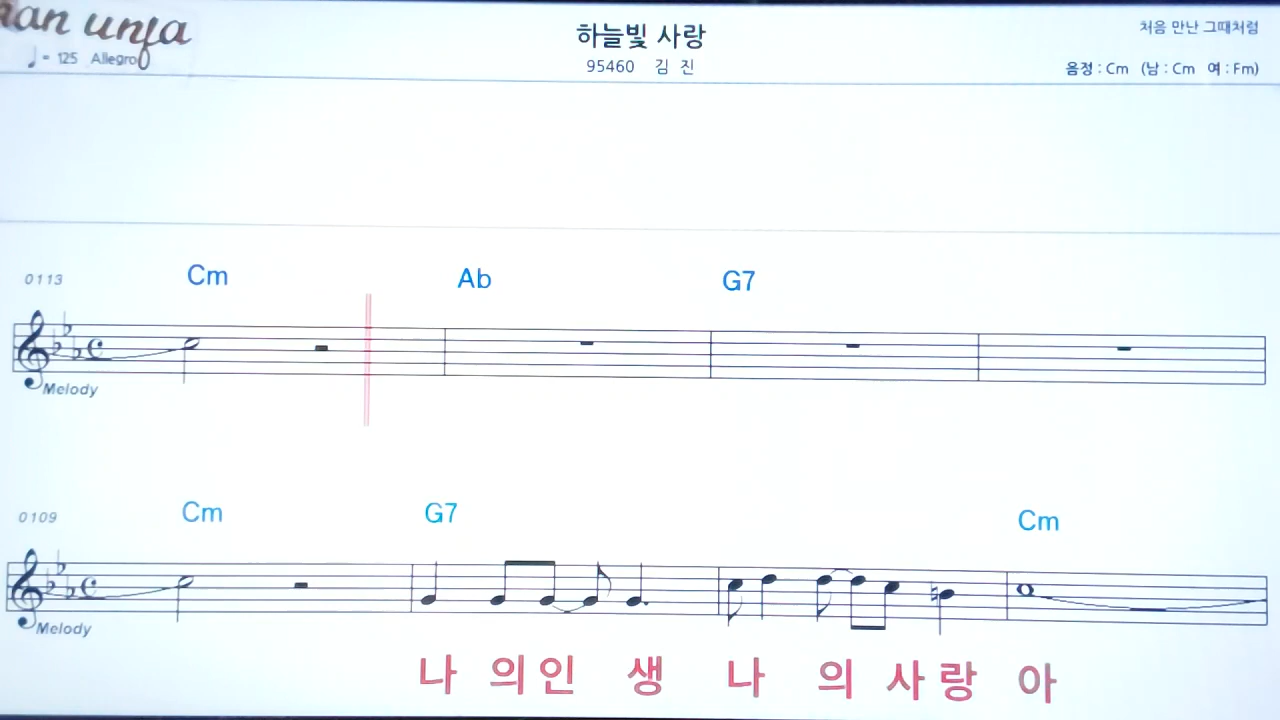 unja
♩= 125 Allegro
하늘빛 사랑
95460 김 진
처음 만난 그때처럼
음정 : Cm (남 : Cm 여 : Fm)
0113 Cm Ab G7
Melody
0109 Cm G7 Cm
Melody
나 의 인 생 나 의 사 랑 아